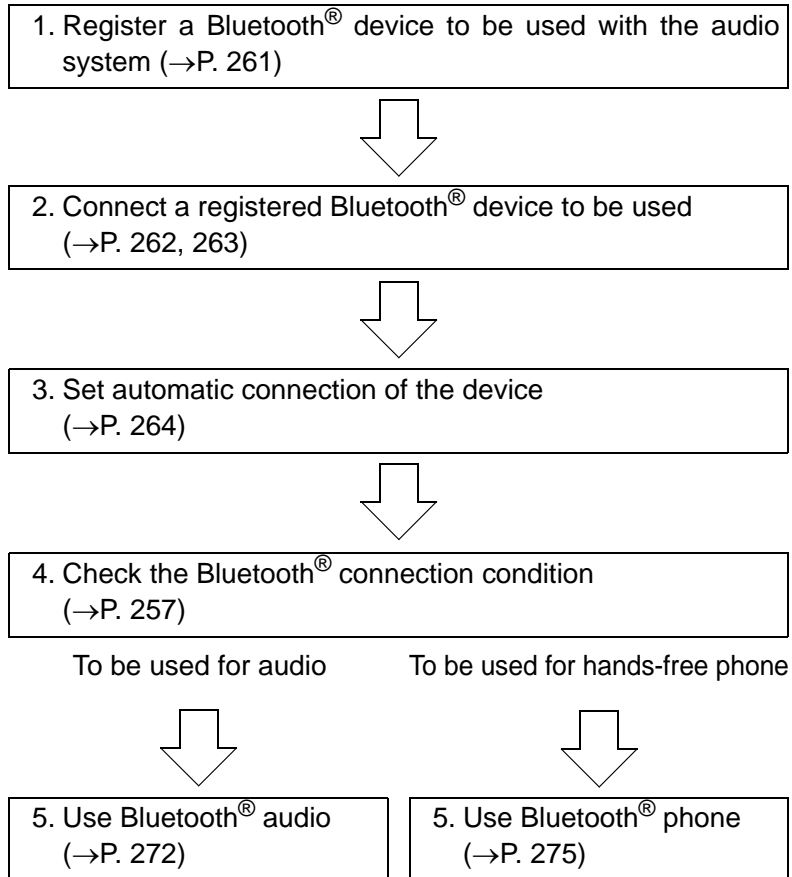 1. Register a Bluetooth® device to be used with the audio
system (→P. 261)
2. Connect a registered Bluetooth® device to be used
(→P. 262, 263)
3. Set automatic connection of the device
(→P. 264)
4. Check the Bluetooth® connection condition
(→P. 257)
To be used for audio
To be used for hands-free phone
5. Use Bluetooth® audio
(→P. 272)
5. Use Bluetooth® phone
(→P. 275)